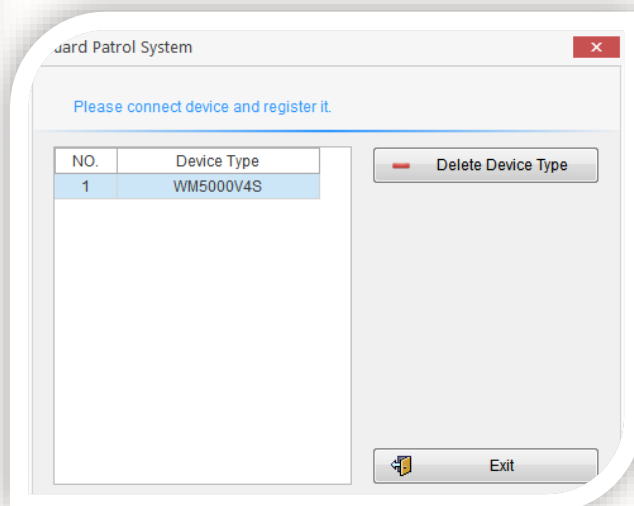 uard Patrol System
Please connect device and register it.
NO. Device Type
Delete Device Type
1 WM5000V4S
Exit